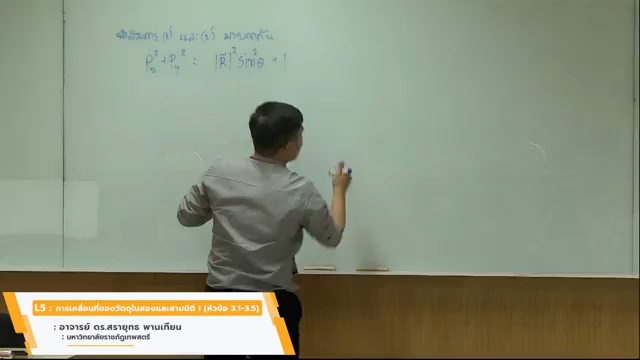 นำสมการ (1) และ (2) มาบวกกัน
P_x^2 + P_y^2 = |R̄|^2 sin^2θ + |
L5 : การเคลื่อนที่ของวัตถุในสองและสามมิติ I (หัวข้อ 3.1-3.5)
: อาจารย์ ดร.สรายุทธ พานเทียน
: มหาวิทยาลัยราชภัฏเทพสตรี